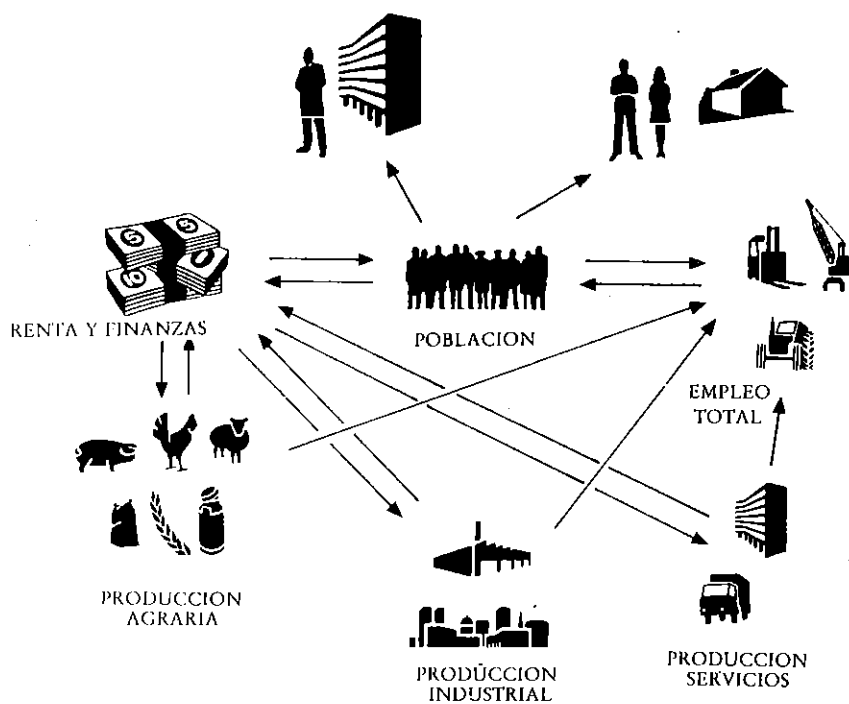 RENTA Y FINANZAS
POBLACION
EMPLEO
TOTAL
PRODUCCION
AGRARIA
PRODUCCION
INDUSTRIAL
PRODUCCION
SERVICIOS